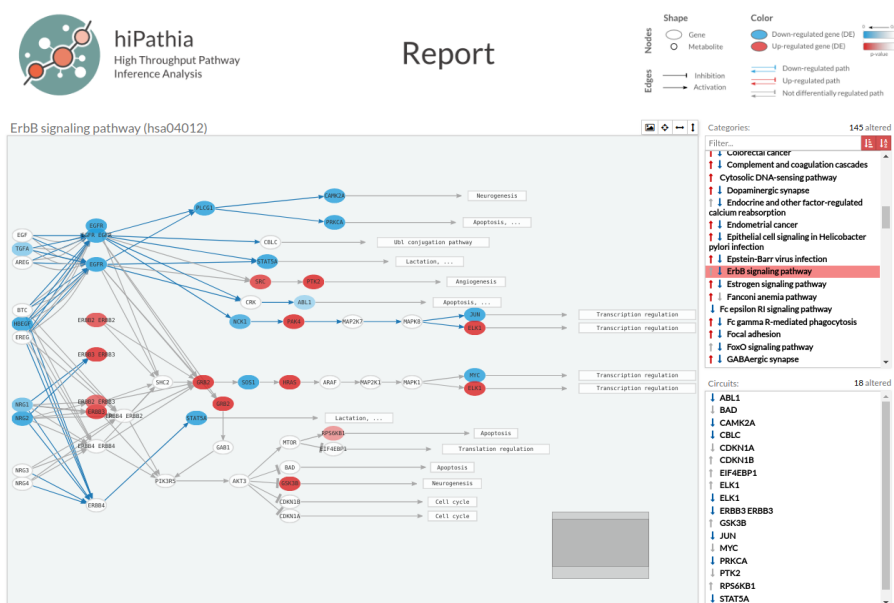 hiPathia
High Throughput Pathway
Inference Analysis
Report
Shape
Color
Nodes
Gene
Metabolite
Down-regulated gene (DE)
Up-regulated gene (DE)
p-value
Edges
Inhibition
Activation
Down-regulated path
Up-regulated path
Not differentially regulated path
ErbB signaling pathway (hsa04012)
CAMK2A
Neurogenesis
PLCG1
PRKCA
Apoptosis, ...
EGF
EGFR
EGFR EGFR
TGFA
AREG
EGFR
CBLC
Ubl conjugation pathway
STAT5A
Lactation, ...
SRC
PTK2
Angiogenesis
CRK
ABL1
Apoptosis, ...
BTC
HBEGF
EREG
ERBB2 ERBB2
NCK1
PAK4
MAP2K7
MAPK8
JUN
Transcription regulation
ELK1
Transcription regulation
ERBB3 ERBB3
SHC2
GRB2
SOS1
HRAS
ARAF
MAP2K1
MAPK1
MYC
Transcription regulation
ELK1
Transcription regulation
NRG1
NRG2
ERBB2 ERBB3
ERBB4 ERBB2
GRB2
STAT5A
Lactation, ...
RPS6KB1
Apoptosis
ERBB4 ERBB4
GAB1
MTOR
EIF4EBP1
Translation regulation
NRG3
NRG4
PIK3R5
AKT3
BAD
Apoptosis
GSK3B
Neurogenesis
ERBB4
CDKN1B
Cell cycle
CDKN1A
Cell cycle
Categories:
145 altered
Filter...
Colorectal cancer
Complement and coagulation cascades
Cytosolic DNA-sensing pathway
Dopaminergic synapse
Endocrine and other factor-regulated
calcium reabsorption
Endometrial cancer
Epithelial cell signaling in Helicobacter
pylori infection
Epstein-Barr virus infection
ErbB signaling pathway
Estrogen signaling pathway
Fanconi anemia pathway
Fc epsilon RI signaling pathway
Fc gamma R-mediated phagocytosis
Focal adhesion
FoxO signaling pathway
GABAergic synapse
Circuits:
18 altered
ABL1
BAD
CAMK2A
CBLC
CDKN1A
CDKN1B
EIF4EBP1
ELK1
ELK1
ERBB3 ERBB3
GSK3B
JUN
MYC
PRKCA
PTK2
RPS6KB1
STAT5A